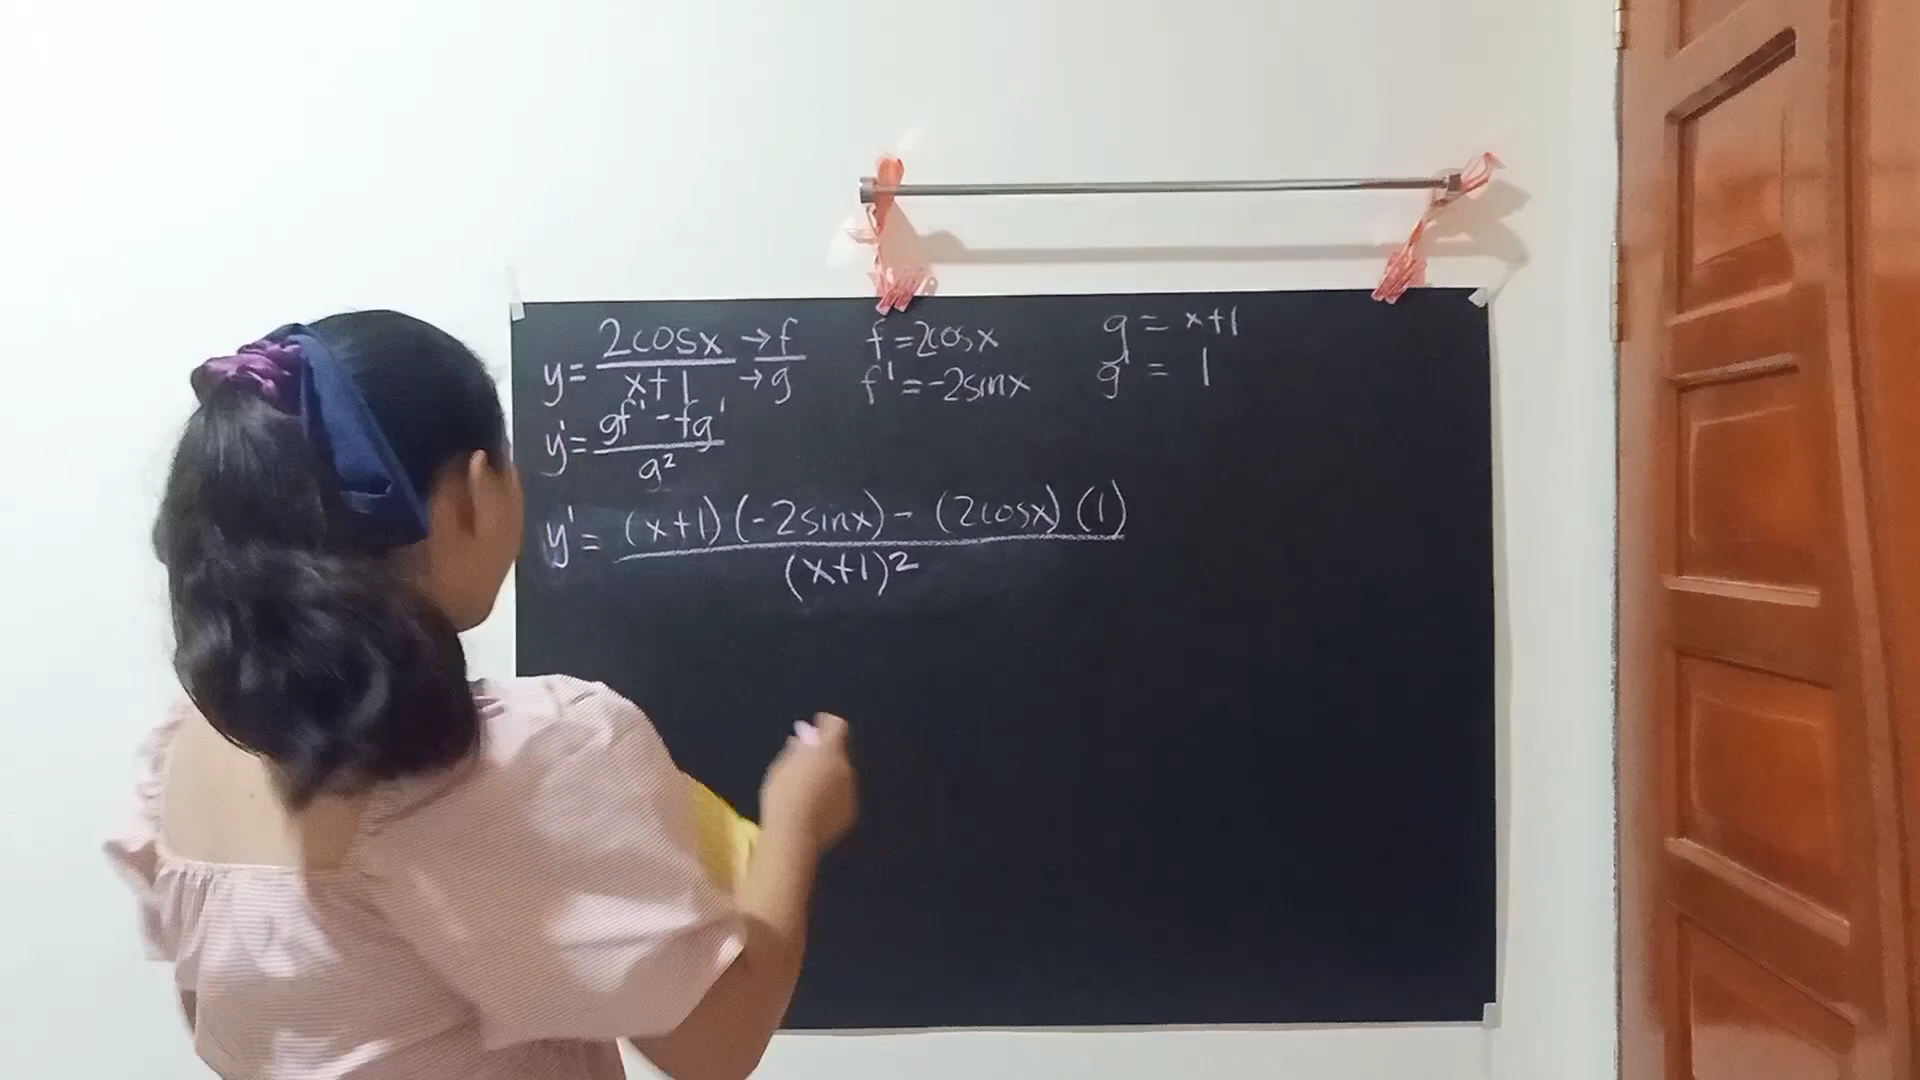 y = 2cosx / x+1 → f / → g
f = 2cosx
g = x+1
f' = -2sinx
g' = 1
y' = gf' - fg' / g²
y' = (x+1)(-2sinx) - (2cosx)(1) / (x+1)²